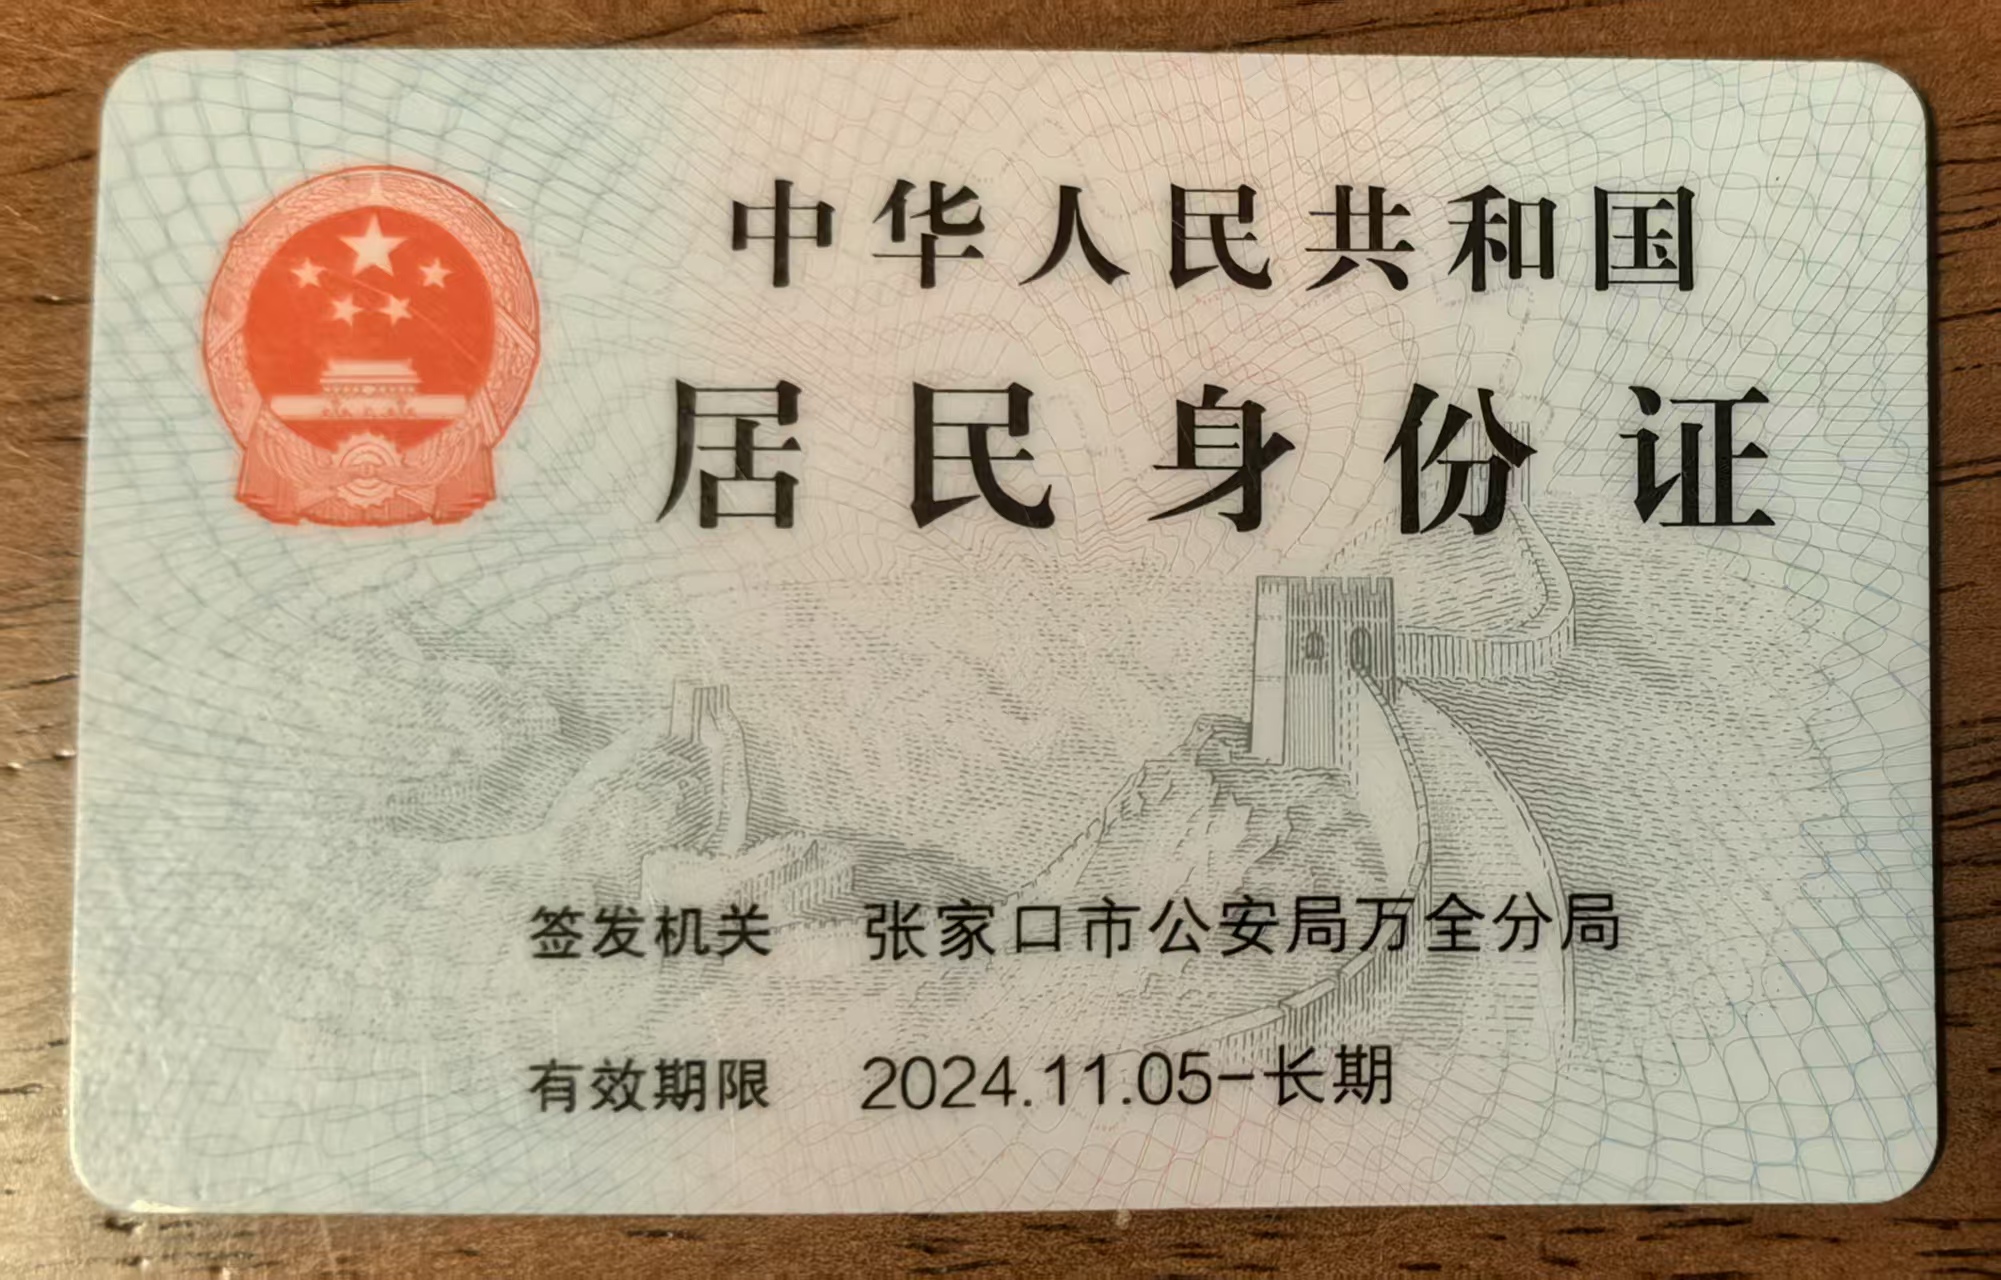 中华人民共和国
居民身份证
签发机关 张家口市公安局万全分局
有效期限 2024.11.05-长期